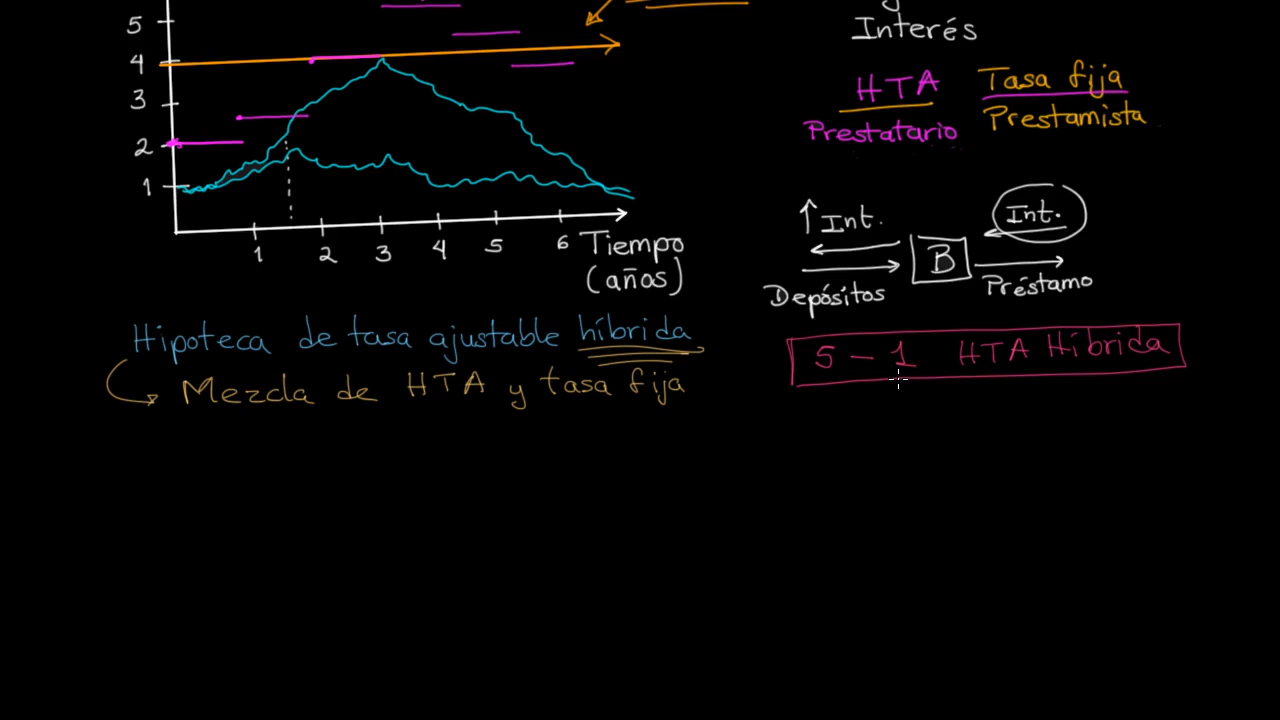 5
4
3
2
1
1 2 3 4 5 6
Tiempo
(años)
Interés
HTA Tasa fija
Prestatario Prestamista
↑ Int. Int.
B
Depósitos Préstamo
Hipoteca de tasa ajustable híbrida
Mezcla de HTA y tasa fija
5 - 1 HTA Híbrida